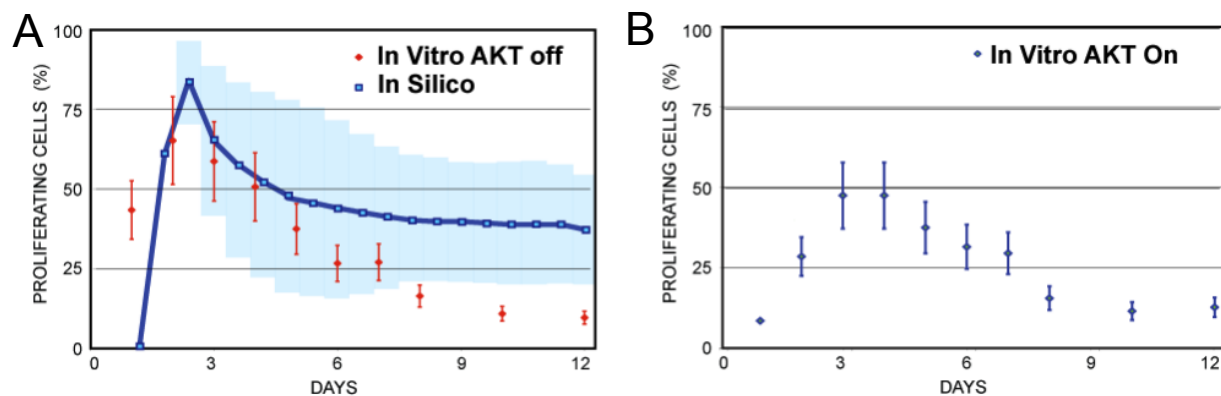 A
PROLIFERATING CELLS (%)
100
75
50
25
0
In Vitro AKT off
In Silico
0 3 6 9 12
DAYS
B
PROLIFERATING CELLS (%)
100
75
50
25
0
In Vitro AKT On
0 3 6 9 12
DAYS